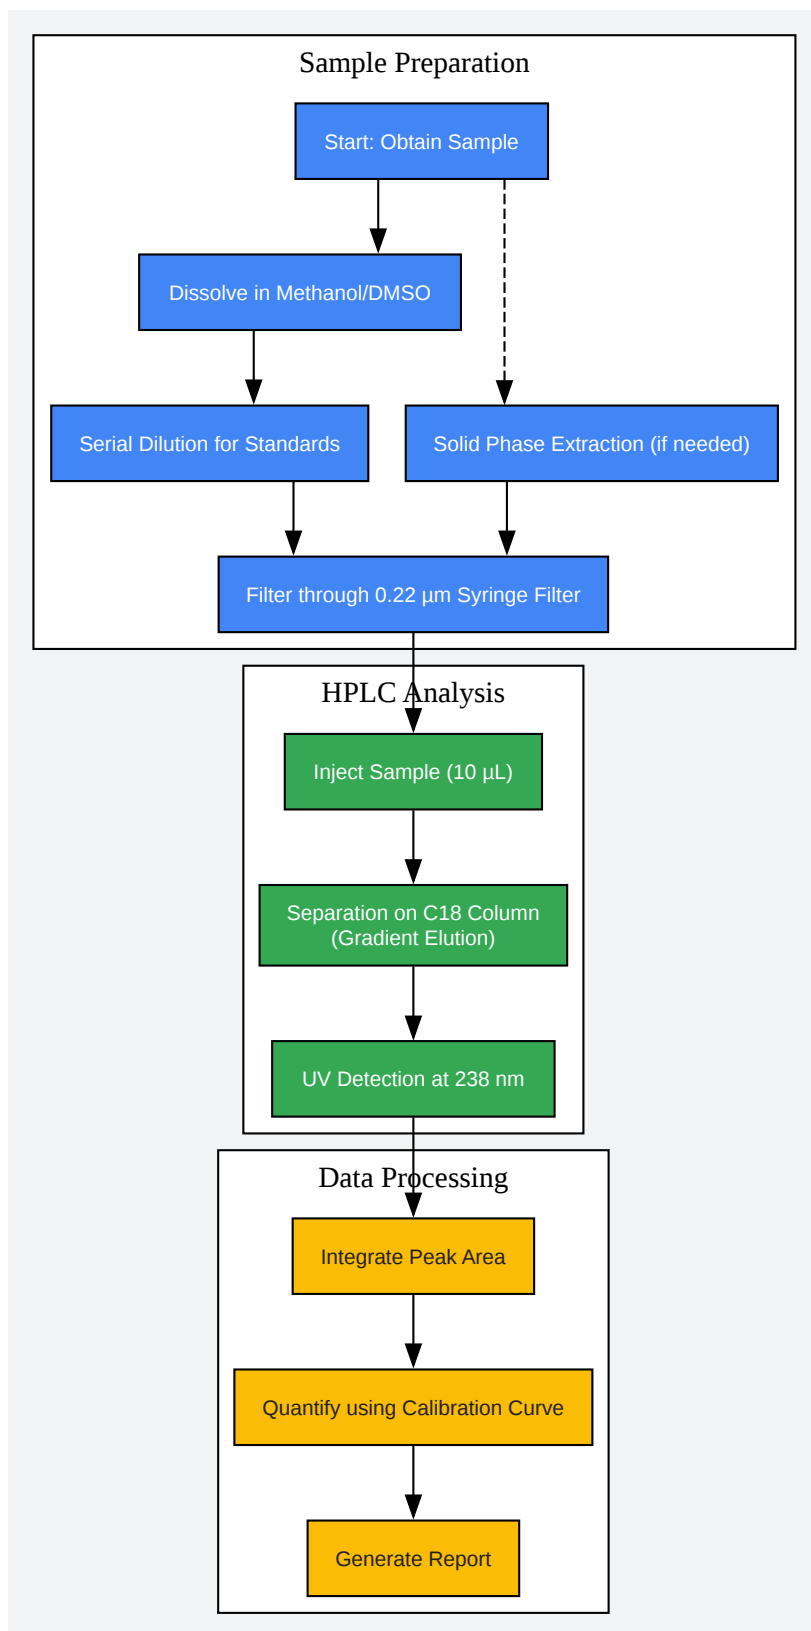 Sample Preparation
Start: Obtain Sample
Dissolve in Methanol/DMSO
Serial Dilution for Standards
Solid Phase Extraction (if needed)
Filter through 0.22 µm Syringe Filter
HPLC Analysis
Inject Sample (10 µL)
Separation on C18 Column
(Gradient Elution)
UV Detection at 238 nm
Data Processing
Integrate Peak Area
Quantify using Calibration Curve
Generate Report